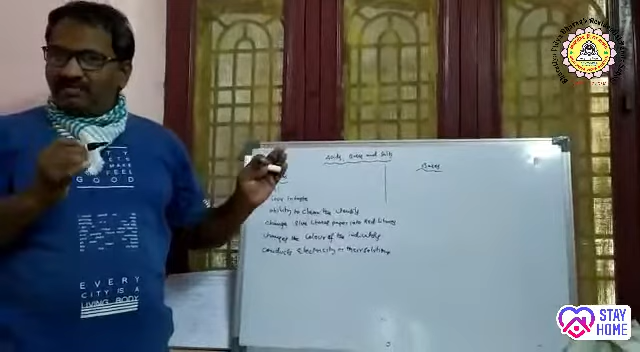 CITY
LET'S
MAKE
FEEL
GOOD
EVERY
CITY IS A
LIVING BODY
Acids, Bases and Salts
Bases
Sour in taste
Ability to clean the utensils
Changes Blue litmus paper into Red litmus
Changes the colour of the indicators
Conducts Electricity in their solutions
STAY
HOME